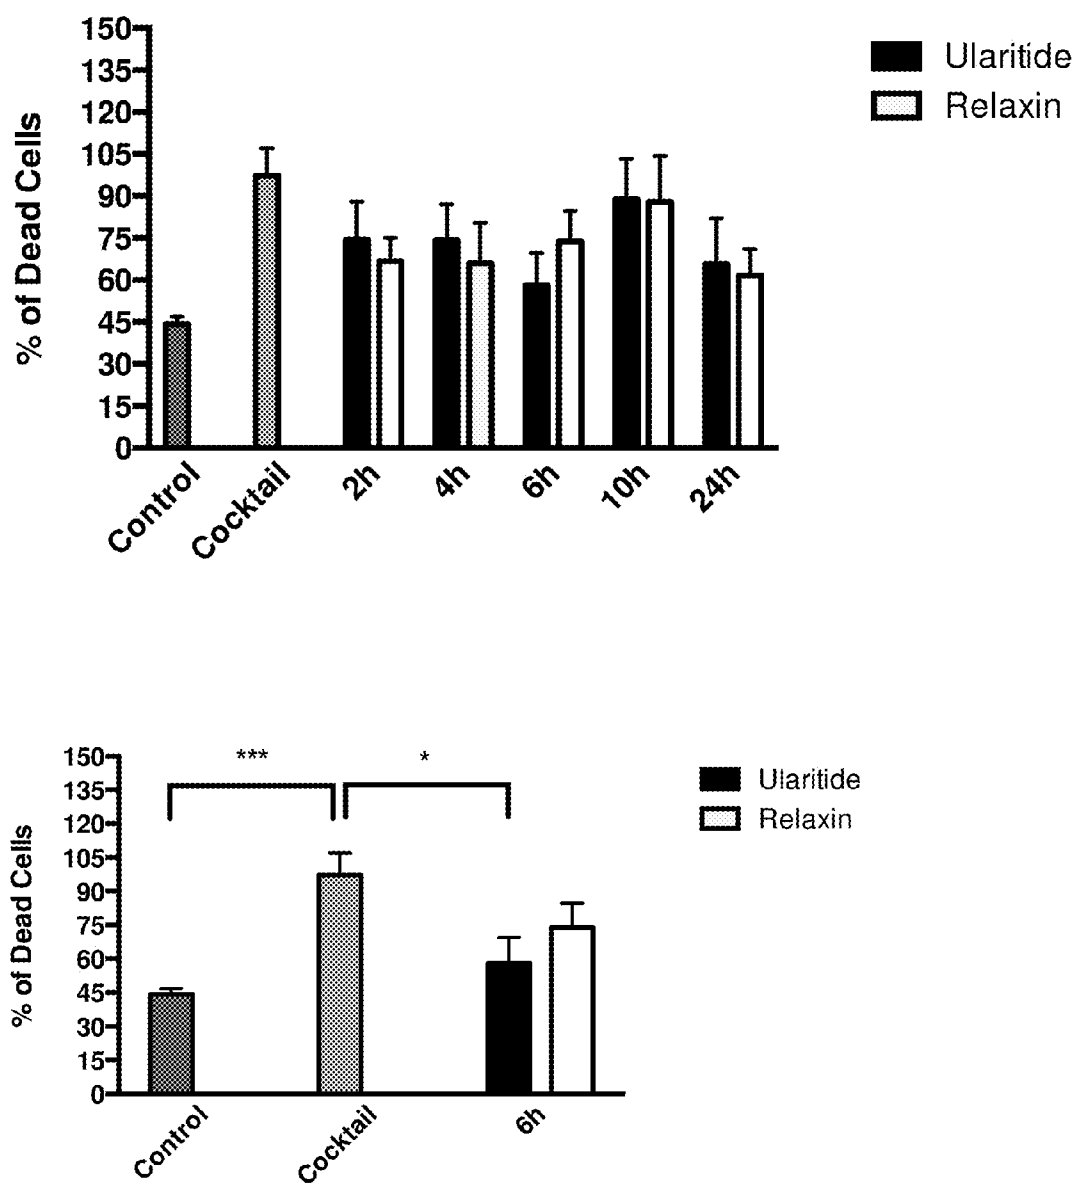 150
135
120
105
90
75
60
45
30
15
0
% of Dead Cells
Ularitide
Relaxin
Control
Cocktail
2h
4h
6h
10h
24h
150
135
120
105
90
75
60
45
30
15
0
% of Dead Cells
***
*
Ularitide
Relaxin
Control
Cocktail
6h